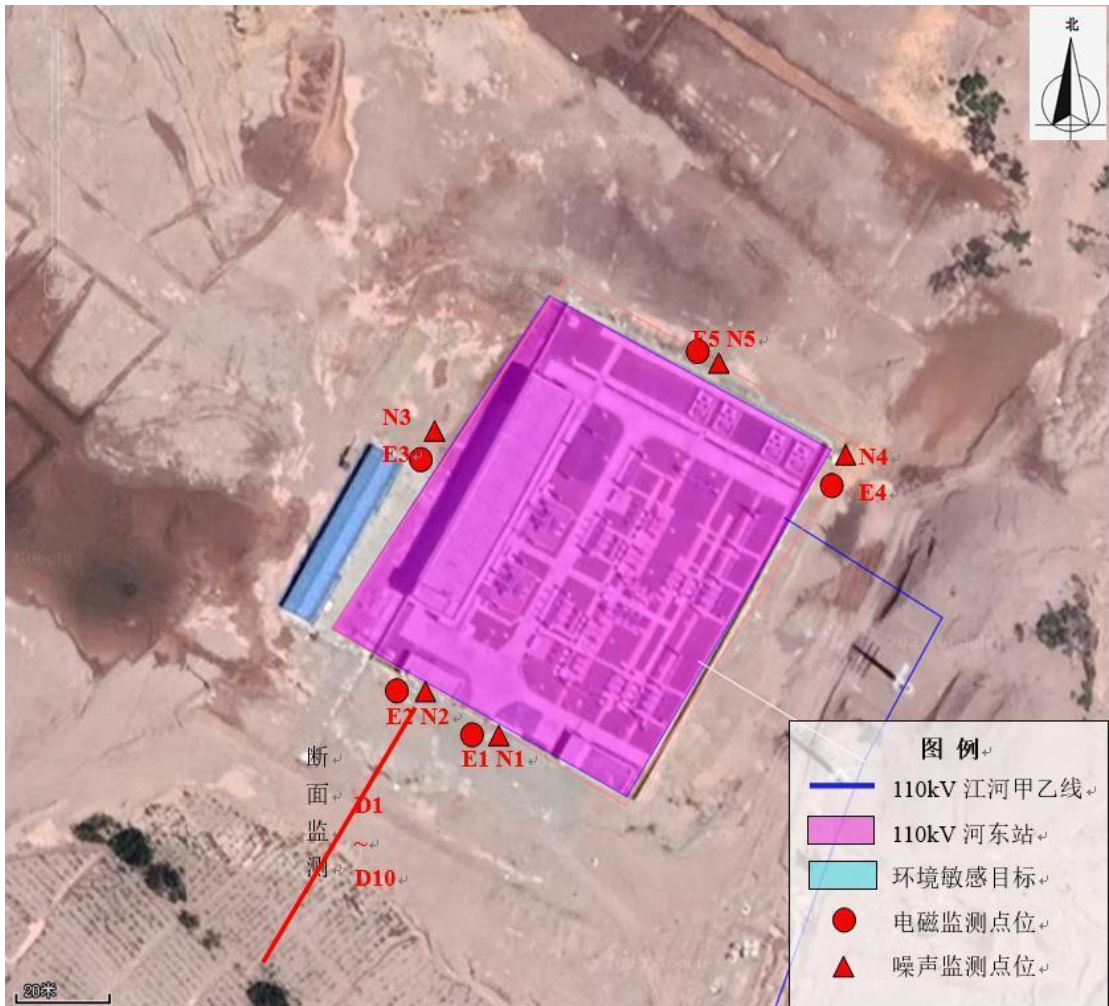 北
E5 N5
N3
E3
N4
E4
E2 N2
E1 N1
断
面
监
测
D1
~
D10
图 例
110kV 江河甲乙线
110kV 河东站
环境敏感目标
电磁监测点位
噪声监测点位
20米